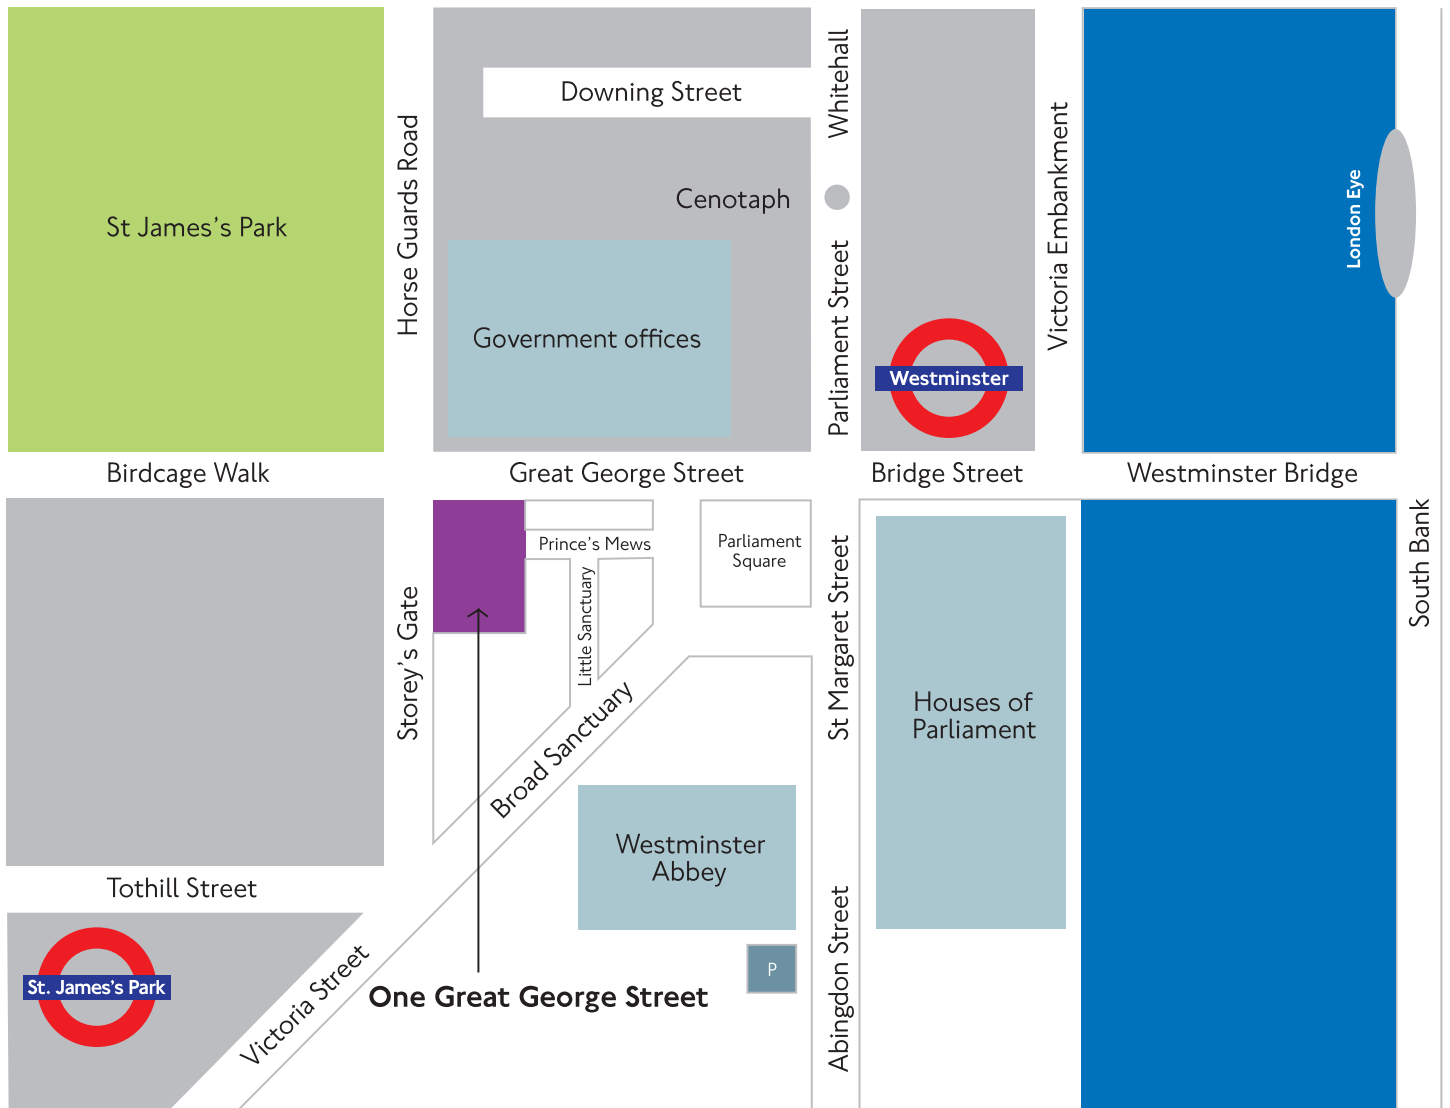 Downing Street
Whitehall
Cenotaph
St James’s Park
Horse Guards Road
Victoria Embankment
London Eye
Government offices
Parliament Street
Westminster
Birdcage Walk
Great George Street
Bridge Street
Westminster Bridge
Prince’s Mews
Parliament
Square
Little Sanctuary
Storey’s Gate
St Margaret Street
South Bank
Broad Sanctuary
Houses of
Parliament
Westminster
Abbey
Tothill Street
St. James’s Park
Victoria Street
One Great George Street
P
Abingdon Street